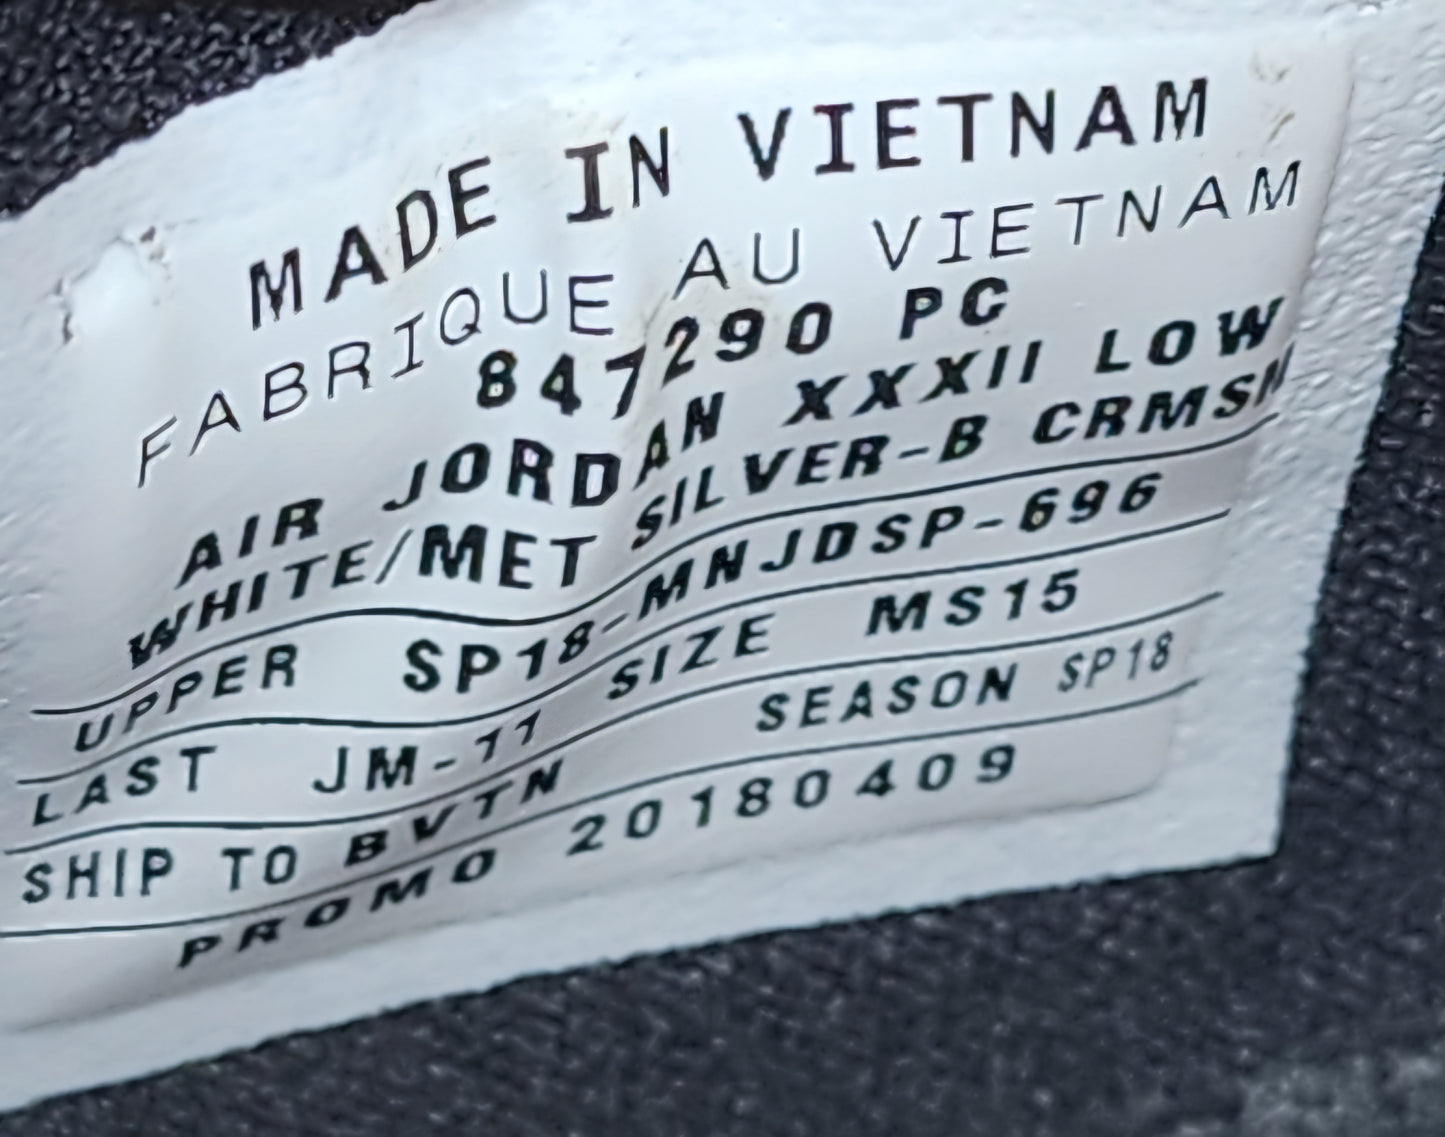 MADE IN VIETNAM
FABRIQUE AU VIETNAM
847290 PC
AIR JORDAN XXXII LOW
WHITE/MET SILVER-B CRMSN
UPPER SP18-MNJDSP-696
LAST JM-11 SIZE MS15
SHIP TO BVTN SEASON SP18
PROMO 20180409